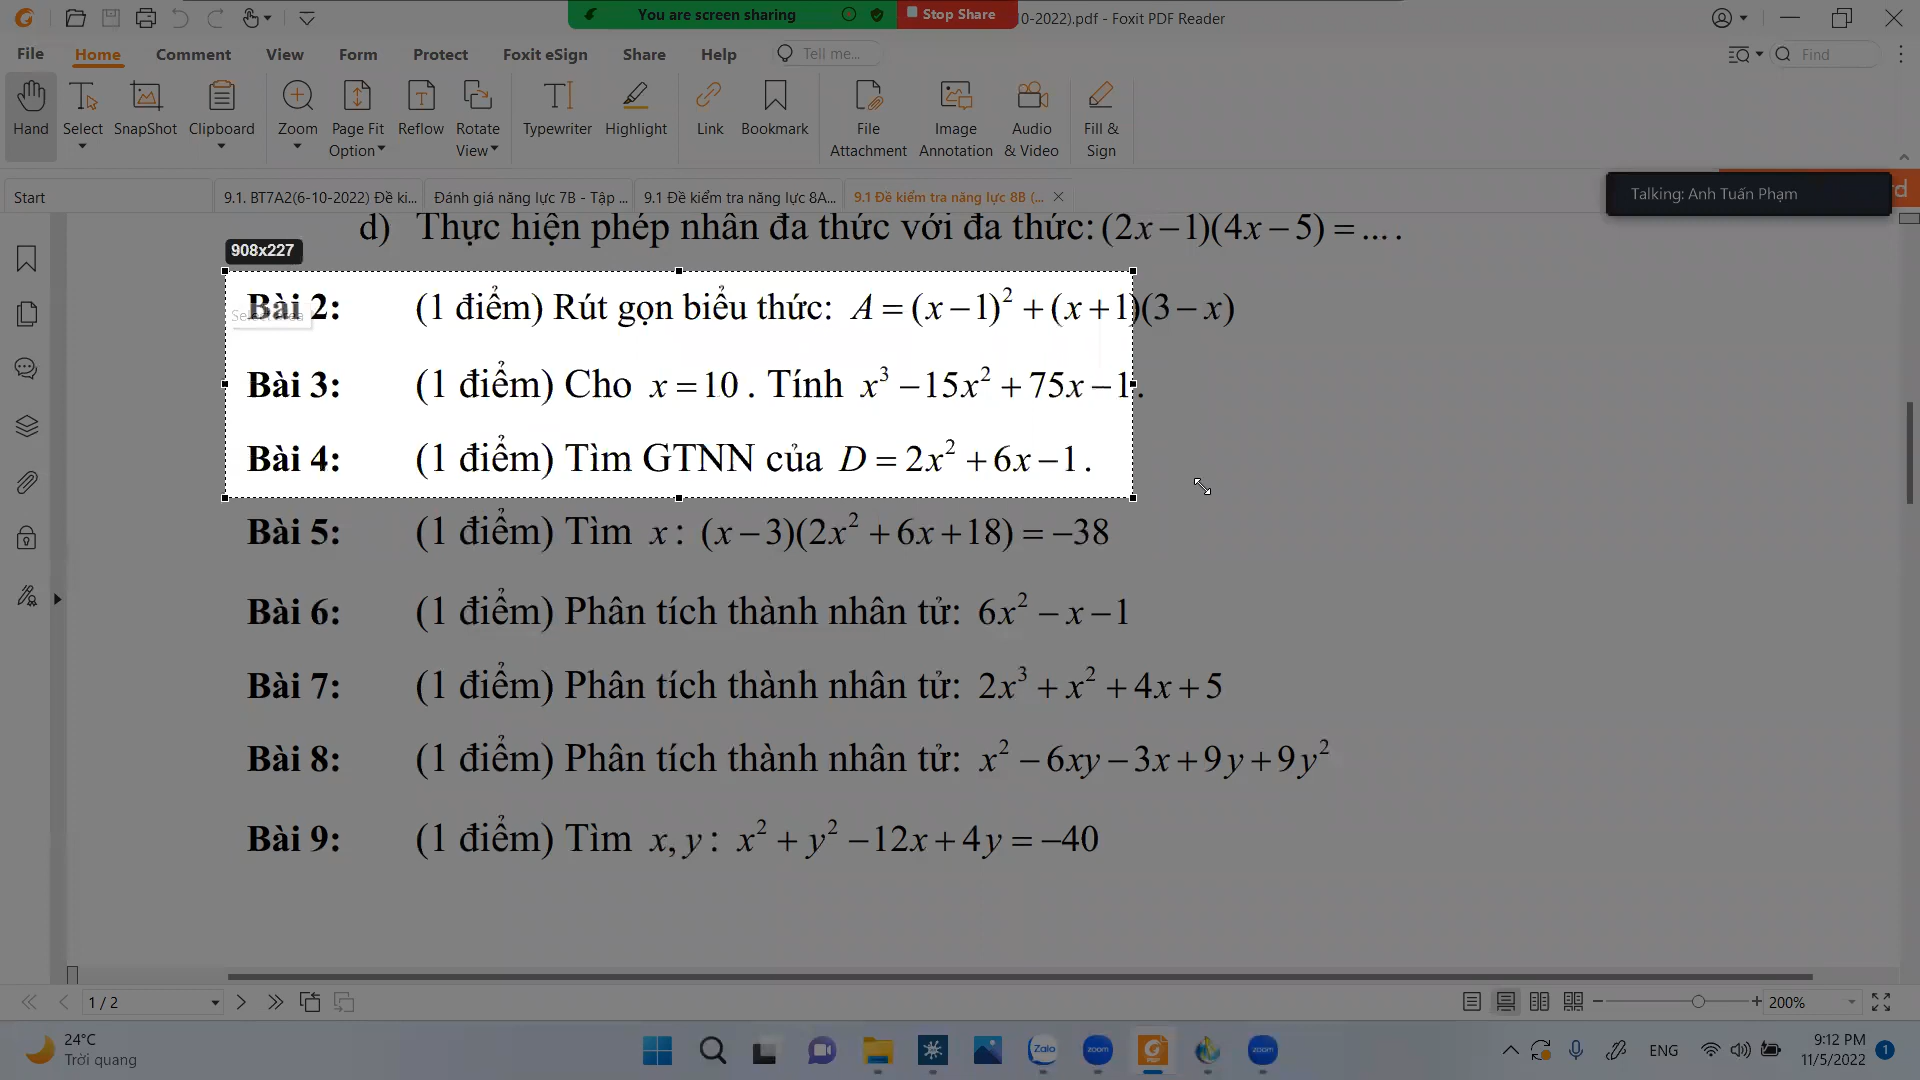 You are screen sharing
Stop Share
0-2022).pdf - Foxit PDF Reader
File Home Comment View Form Protect Foxit eSign Share Help Tell me... Find
Hand Select SnapShot Clipboard Zoom Page Fit Option Reflow Rotate View Typewriter Highlight Link Bookmark File Attachment Image Annotation Audio & Video Fill & Sign
Start 9.1. BT7A2(6-10-2022) Đề ki... Đánh giá năng lực 7B - Tập ... 9.1 Đề kiểm tra năng lực 8A... 9.1 Đề kiểm tra năng lực 8B (...
Talking: Anh Tuấn Phạm
d) Thực hiện phép nhân đa thức với đa thức: (2x−1)(4x−5) = ....
908x227
Bài 2: (1 điểm) Rút gọn biểu thức: A = (x−1)² + (x+1)(3−x)
Select Area
Bài 3: (1 điểm) Cho x = 10 . Tính x³ −15x² + 75x −1.
Bài 4: (1 điểm) Tìm GTNN của D = 2x² + 6x −1.
Bài 5: (1 điểm) Tìm x : (x−3)(2x² + 6x +18) = −38
Bài 6: (1 điểm) Phân tích thành nhân tử: 6x² − x −1
Bài 7: (1 điểm) Phân tích thành nhân tử: 2x³ + x² + 4x + 5
Bài 8: (1 điểm) Phân tích thành nhân tử: x² − 6xy − 3x + 9y + 9y²
Bài 9: (1 điểm) Tìm x, y : x² + y² −12x + 4y = −40
1 / 2
200%
24°C
Trời quang
Zalo
zoom
zoom
ENG
9:12 PM
11/5/2022
1